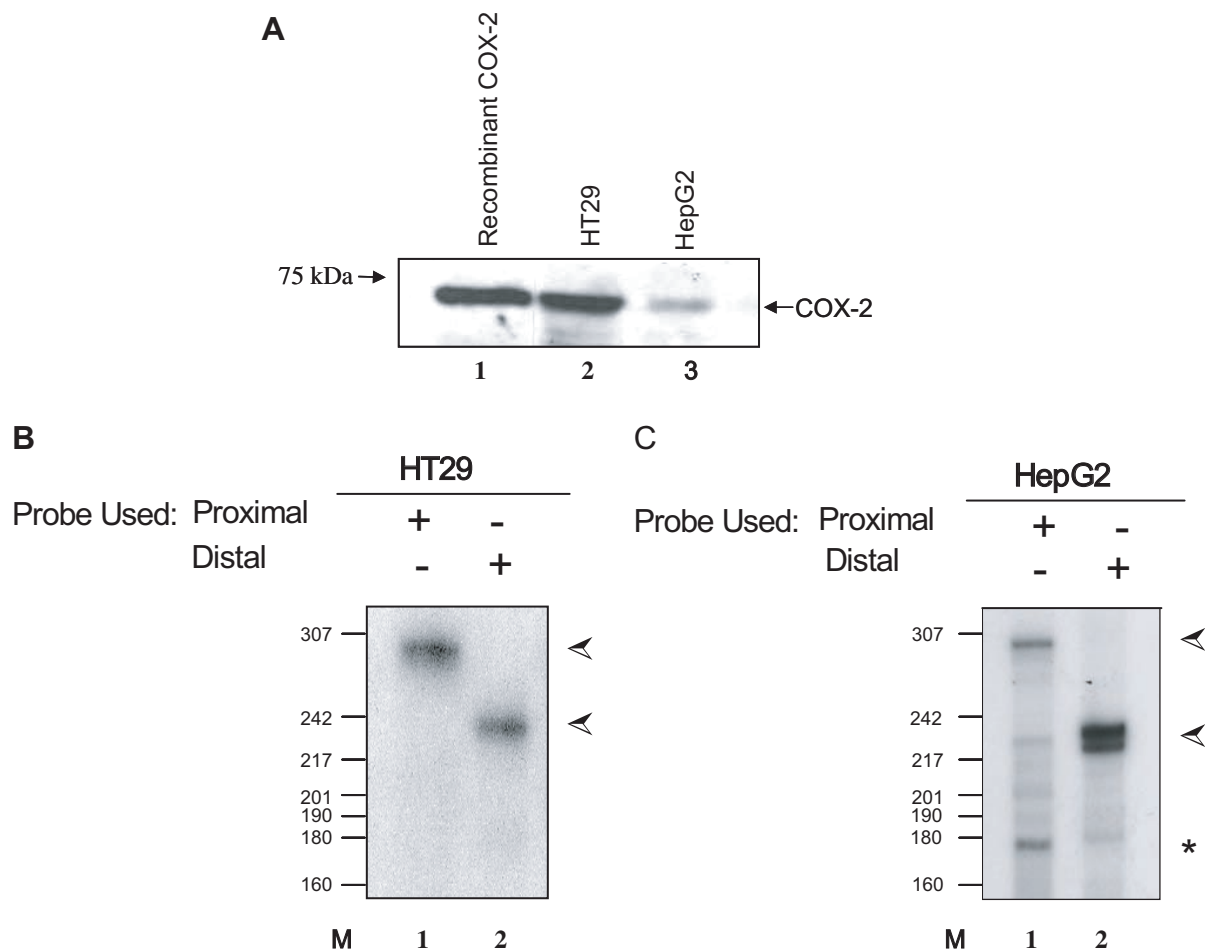 A
Recombinant COX-2
HT29
HepG2
75 kDa
COX-2
1 2 3
B
HT29
Probe Used: Proximal + -
Distal - +
307
242
217
201
190
180
160
M 1 2
C
HepG2
Probe Used: Proximal + -
Distal - +
307
242
217
201
190
180
160
*
M 1 2